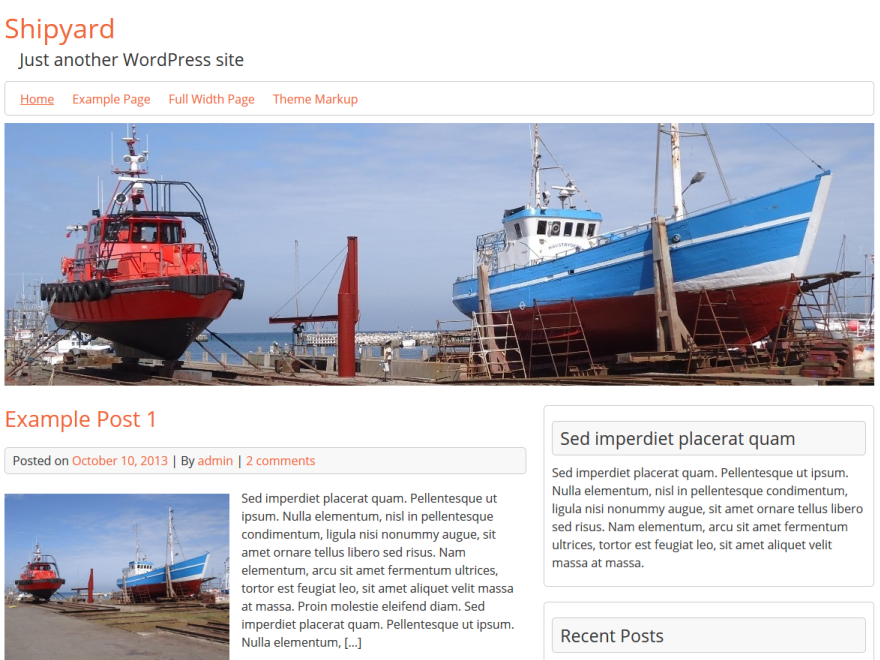 Shipyard
Just another WordPress site
Home Example Page Full Width Page Theme Markup
Example Post 1
Posted on October 10, 2013 | By admin | 2 comments
Sed imperdiet placerat quam. Pellentesque ut
ipsum. Nulla elementum, nisl in pellentesque
condimentum, ligula nisi nonummy augue, sit
amet ornare tellus libero sed risus. Nam
elementum, arcu sit amet fermentum ultrices,
tortor est feugiat leo, sit amet aliquet velit massa
at massa. Proin molestie eleifend diam. Sed
imperdiet placerat quam. Pellentesque ut ipsum.
Nulla elementum, [...]
Sed imperdiet placerat quam
Sed imperdiet placerat quam. Pellentesque ut ipsum.
Nulla elementum, nisl in pellentesque condimentum,
ligula nisi nonummy augue, sit amet ornare tellus libero
sed risus. Nam elementum, arcu sit amet fermentum
ultrices, tortor est feugiat leo, sit amet aliquet velit
massa at massa.
Recent Posts